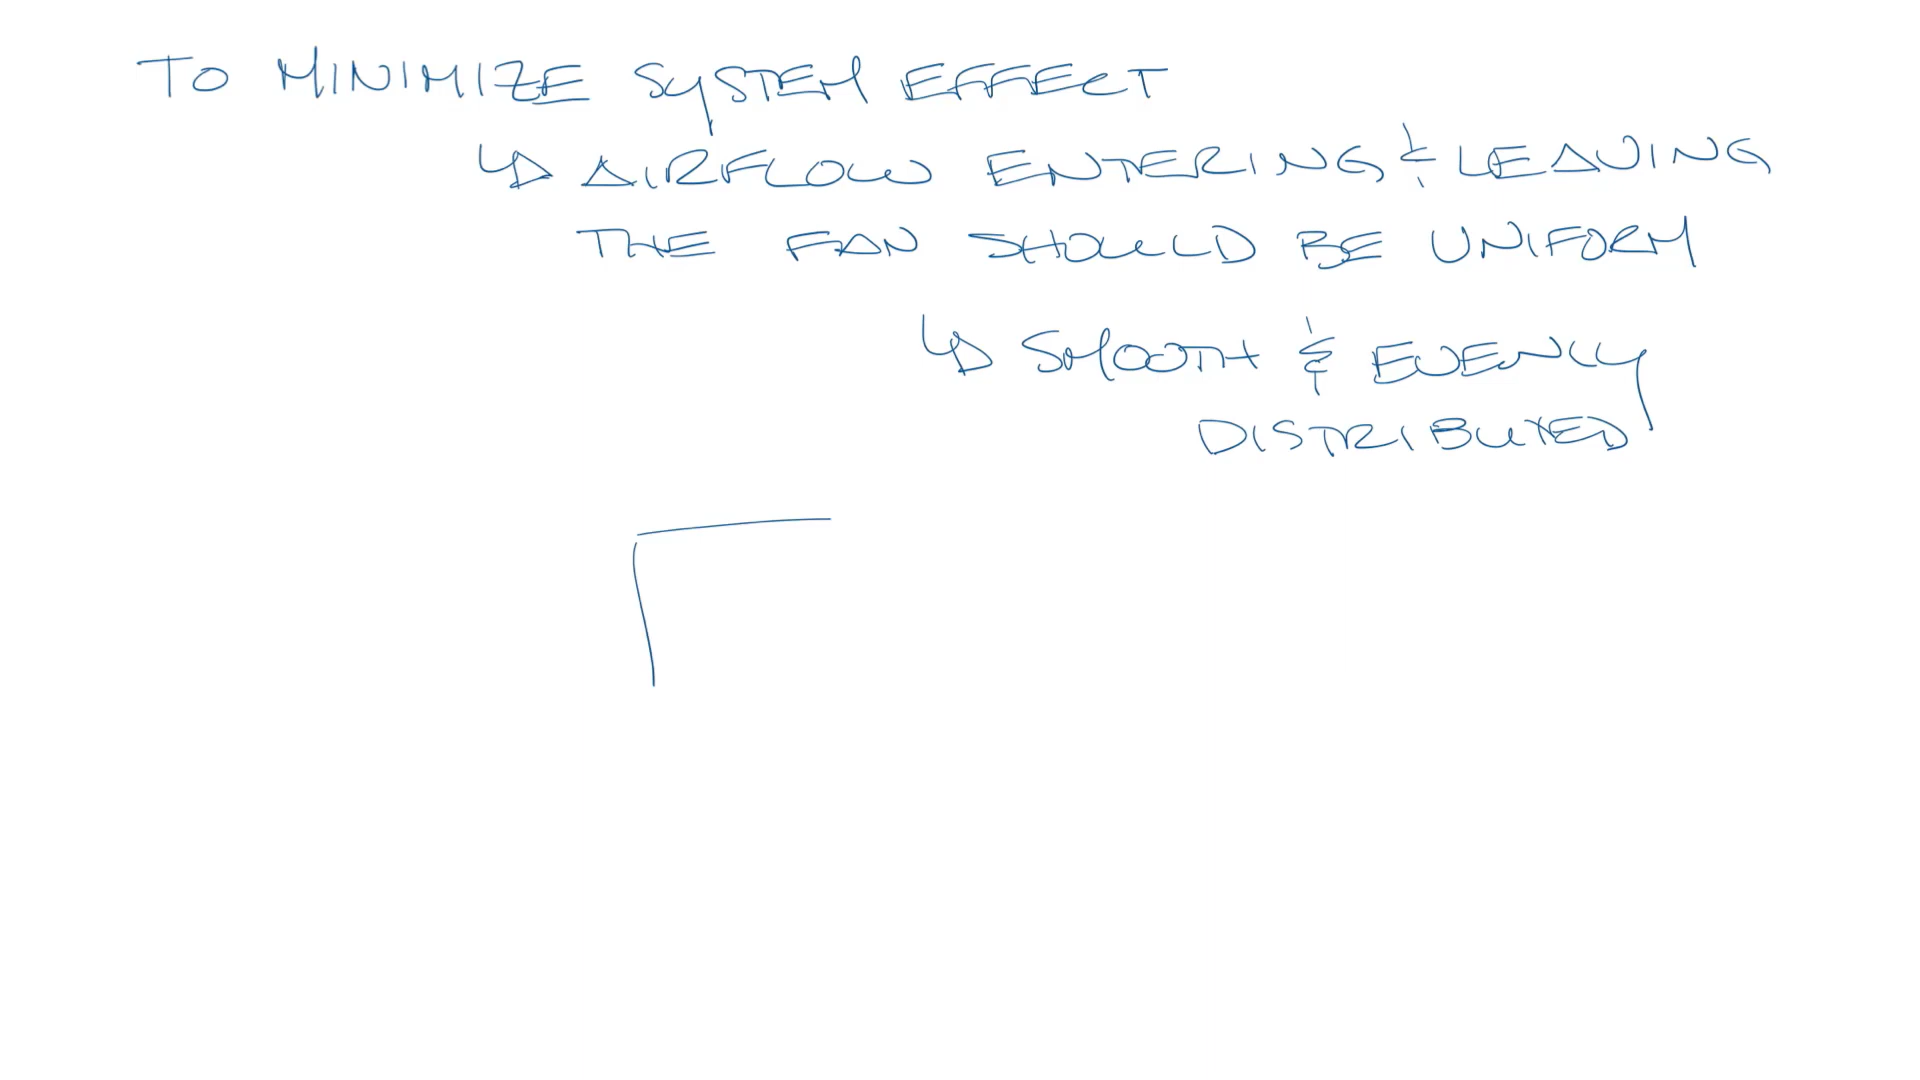 TO MINIMIZE SYSTEM EFFECT
↳ AIRFLOW ENTERING & LEAVING
THE FAN SHOULD BE UNIFORM
↳ SMOOTH & EVENLY
DISTRIBUTED